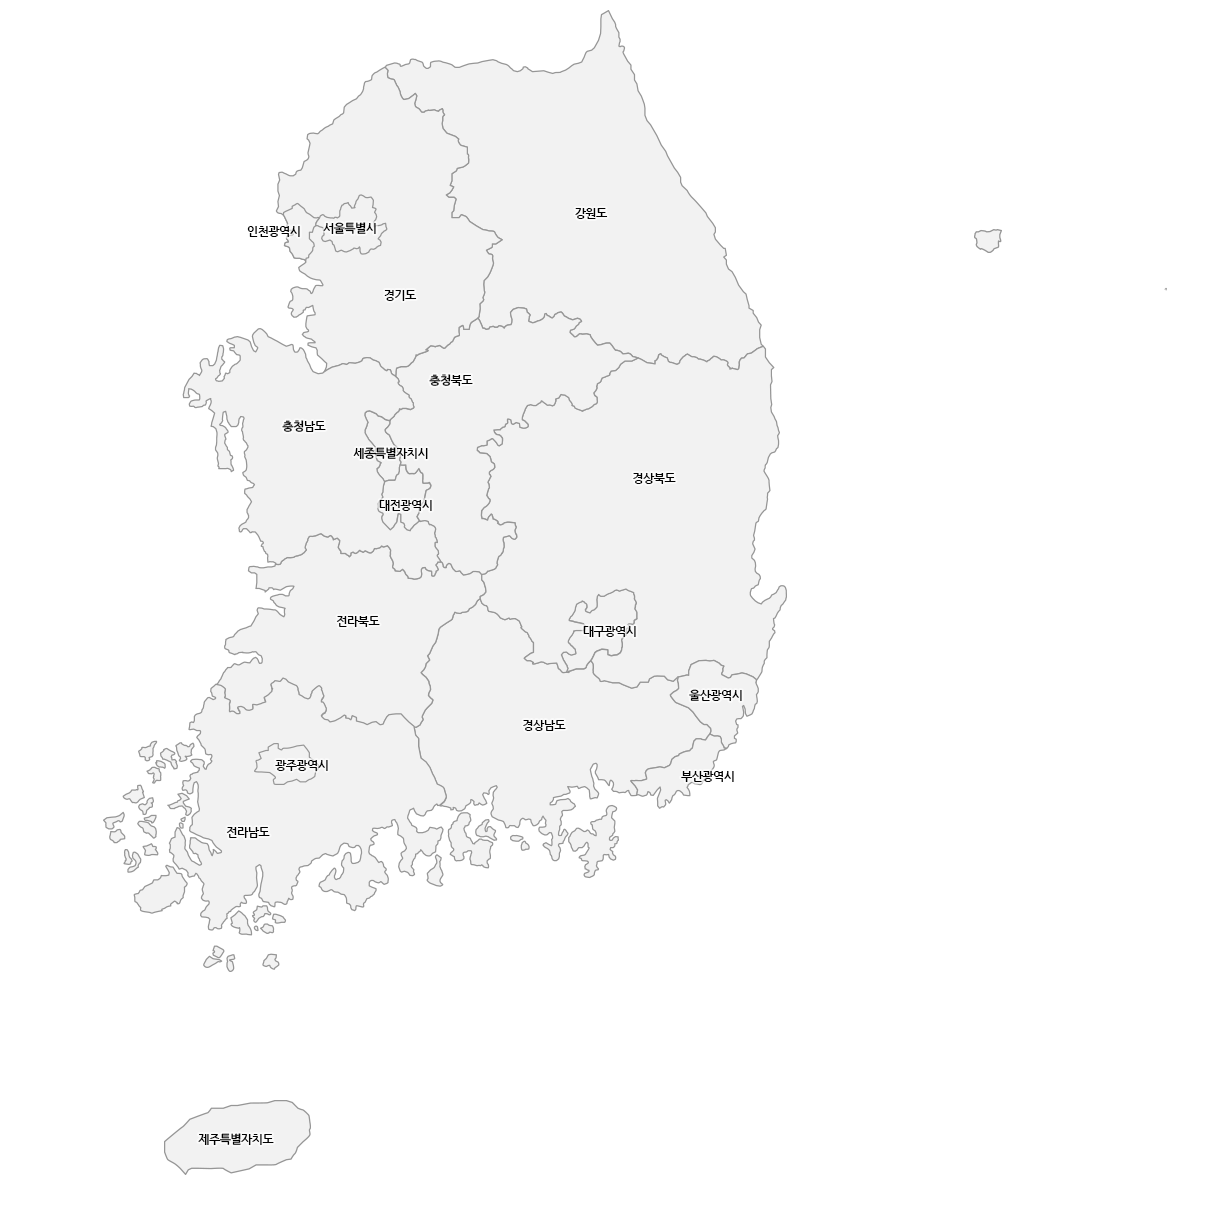 강원도
서울특별시
인천광역시
경기도
충청북도
충청남도
세종특별자치시
경상북도
대전광역시
전라북도
대구광역시
울산광역시
경상남도
광주광역시
부산광역시
전라남도
제주특별자치도